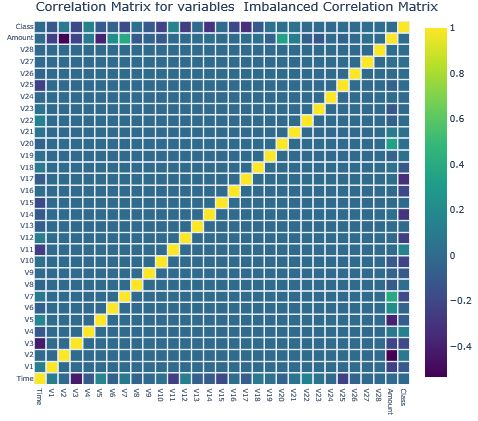 Correlation Matrix for variables  Imbalanced Correlation Matrix
Class
Amount
V28
V27
V26
V25
V24
V23
V22
V21
V20
V19
V18
V17
V16
V15
V14
V13
V12
V11
V10
V9
V8
V7
V6
V5
V4
V3
V2
V1
Time
Time V1 V2 V3 V4 V5 V6 V7 V8 V9 V10 V11 V12 V13 V14 V15 V16 V17 V18 V19 V20 V21 V22 V23 V24 V25 V26 V27 V28 Amount Class
1
0.8
0.6
0.4
0.2
0
−0.2
−0.4